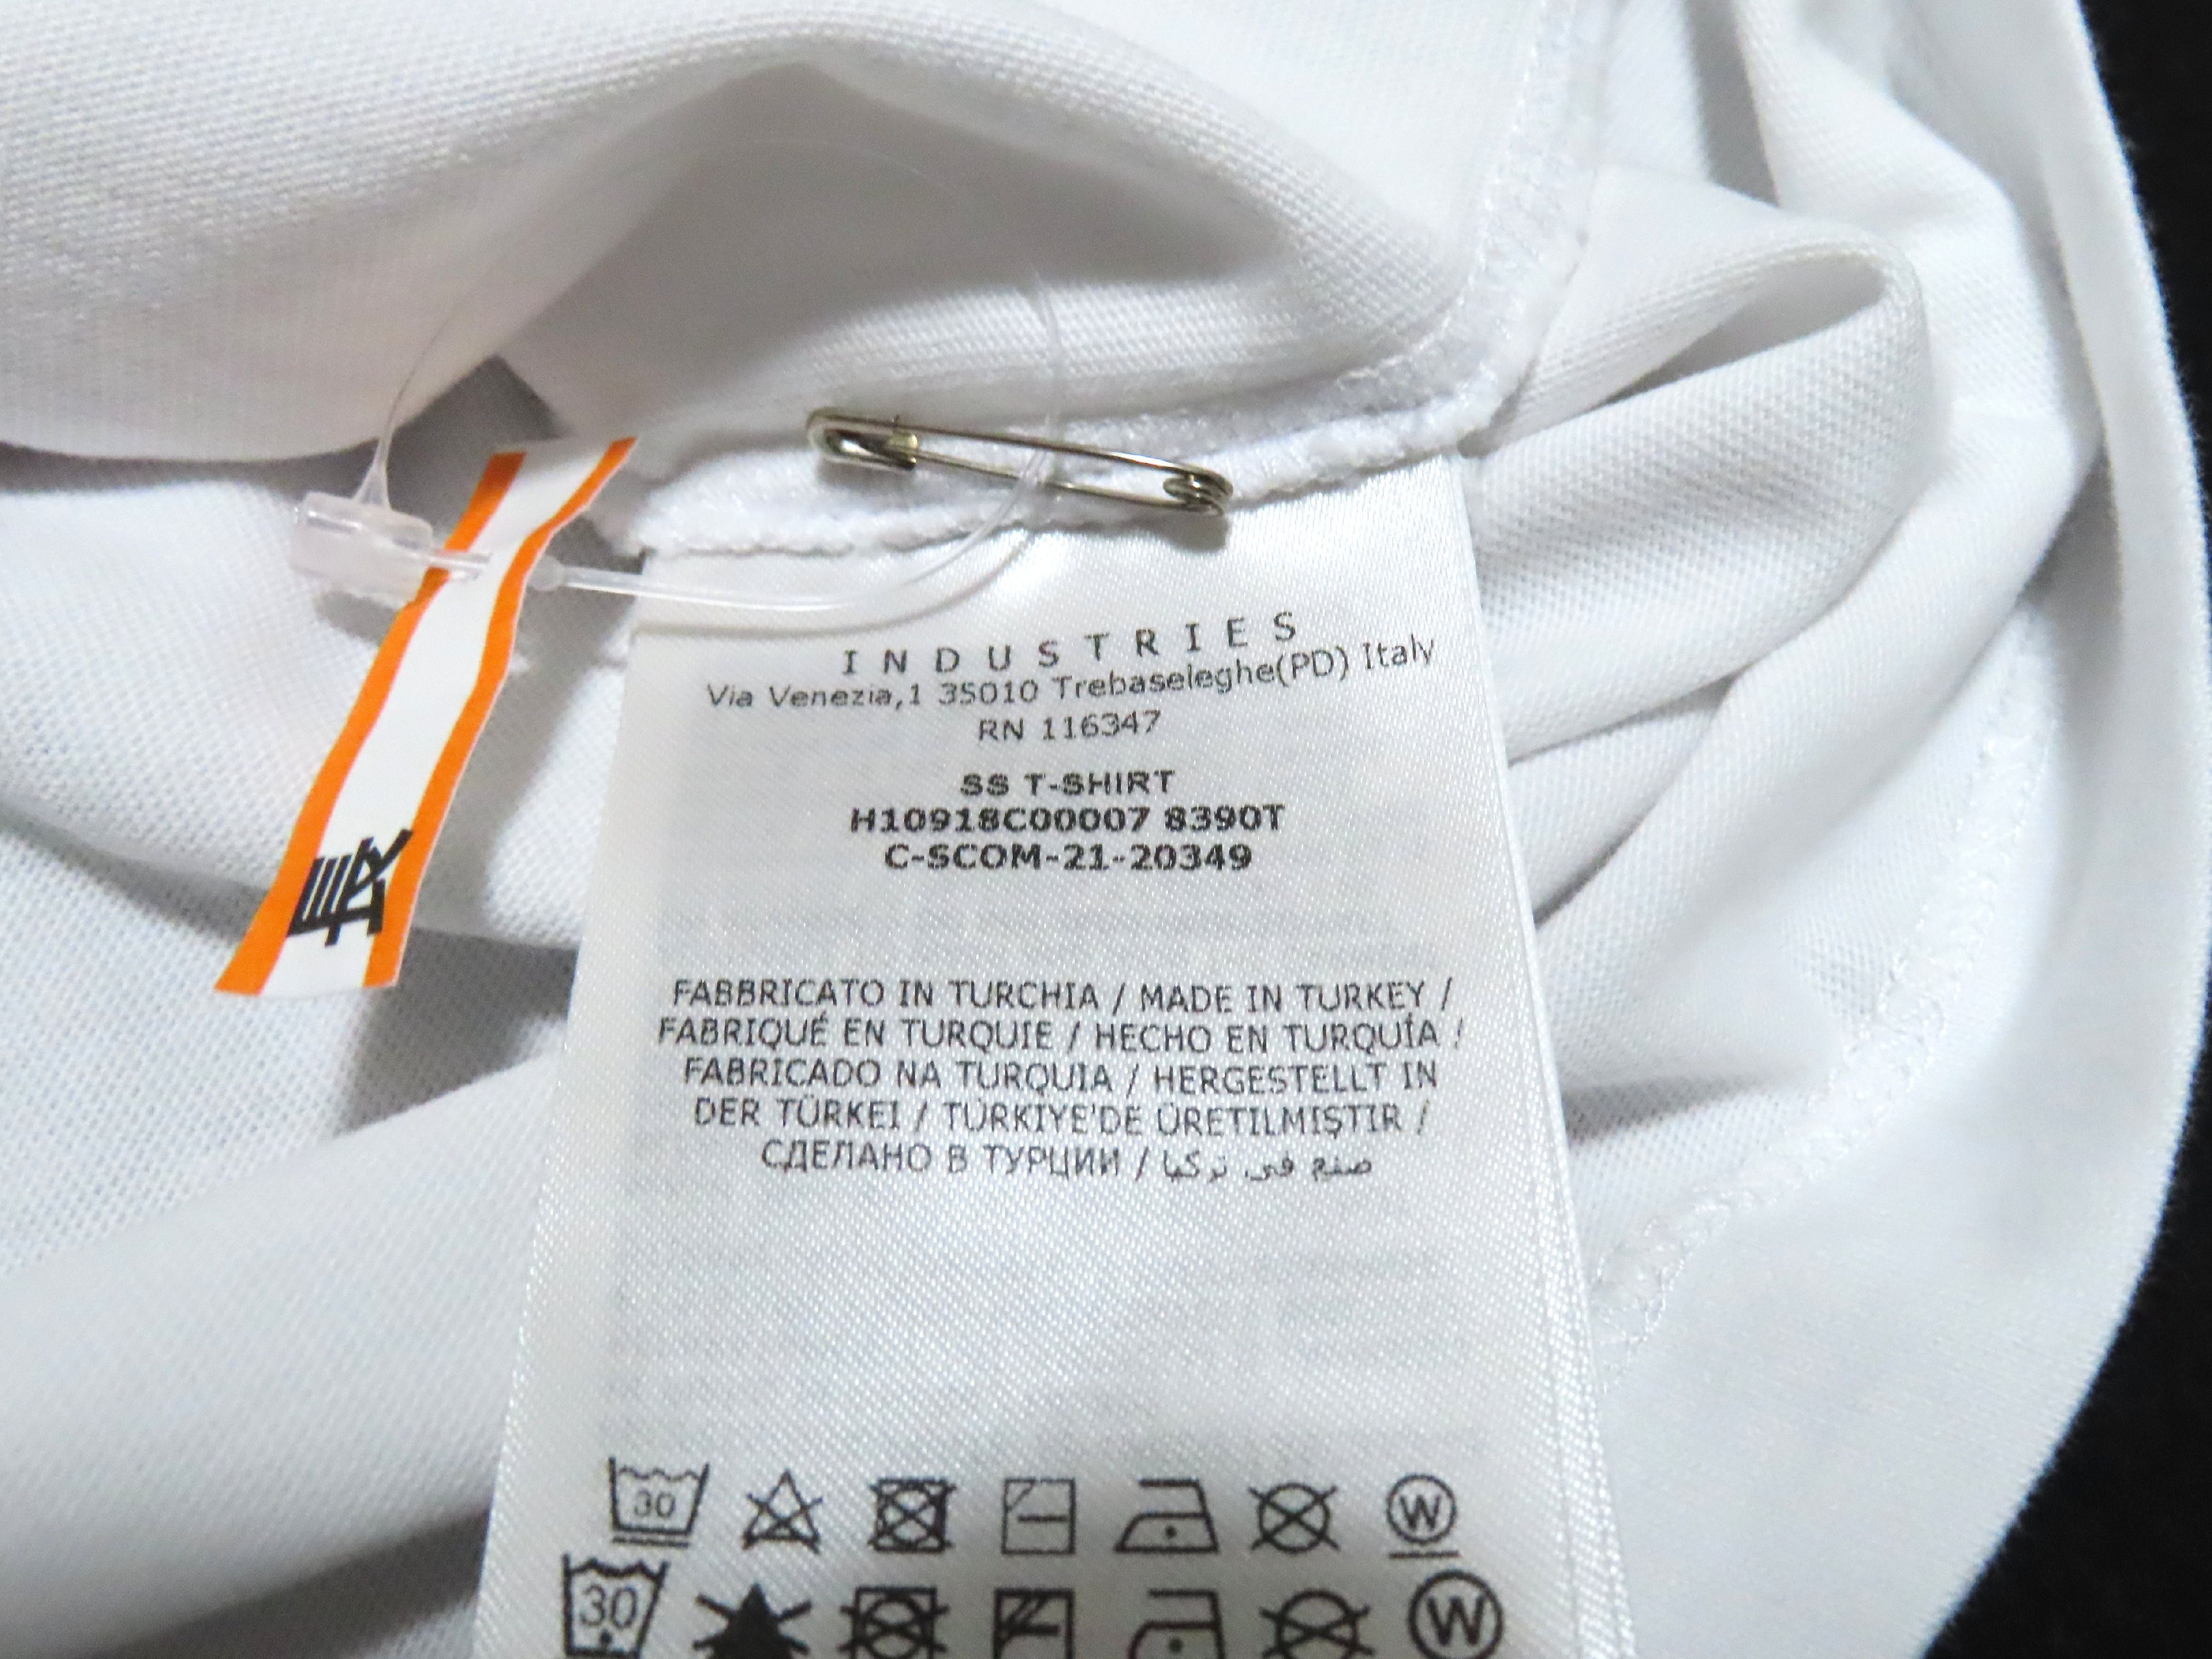 INDUSTRIES
Via Venezia,1 35010 Trebaseleghe(PD) Italy
RN 116347
SS T-SHIRT
H10918C00007 8390T
C-SCOM-21-20349
FABBRICATO IN TURCHIA / MADE IN TURKEY /
FABRIQUÉ EN TURQUIE / HECHO EN TURQUÍA /
FABRICADO NA TURQUIA / HERGESTELLT IN
DER TÜRKEI / TÜRKIYE'DE ÜRETILMIŞTIR /
СДЕЛАНО В ТУРЦИИ / صنع في تركيا
30 W
30 W